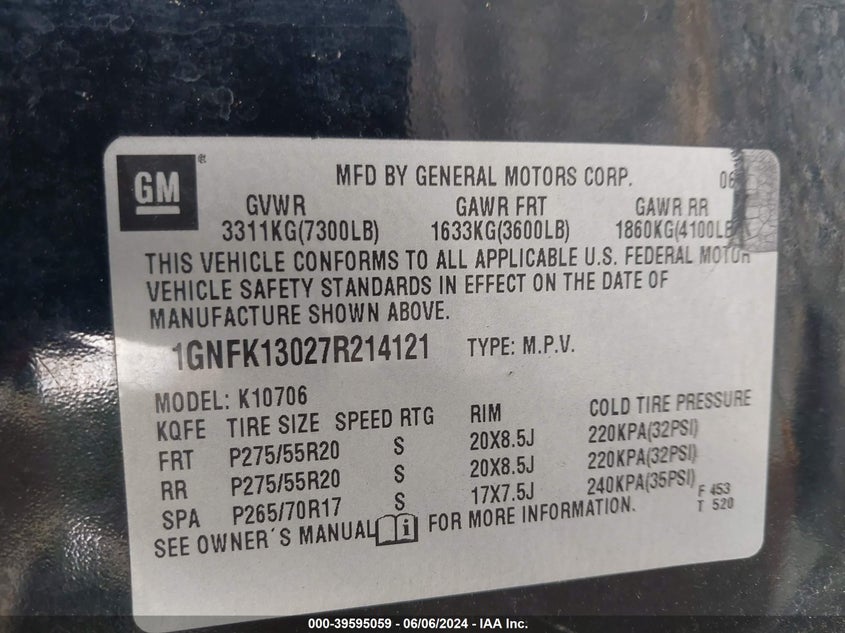 GM ®
MFD BY GENERAL MOTORS CORP.
GVWR GAWR FRT GAWR RR
3311KG(7300LB) 1633KG(3600LB) 1860KG(4100LB
THIS VEHICLE CONFORMS TO ALL APPLICABLE U.S. FEDERAL MOTOR
VEHICLE SAFETY STANDARDS IN EFFECT ON THE DATE OF
MANUFACTURE SHOWN ABOVE.
1GNFK13027R214121 TYPE: M.P.V.
MODEL: K10706
KQFE TIRE SIZE SPEED RTG RIM COLD TIRE PRESSURE
FRT P275/55R20 S 20X8.5J 220KPA(32PSI)
RR P275/55R20 S 20X8.5J 220KPA(32PSI)
SPA P265/70R17 S 17X7.5J 240KPA(35PSI)
F 453
T 520
SEE OWNER´S MANUAL i FOR MORE INFORMATION.
000-39595059 - 06/06/2024 - IAA Inc.